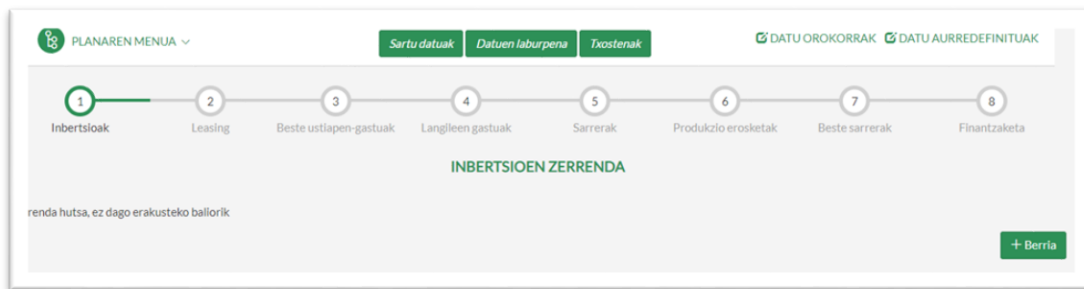 PLANAREN MENUA
Sartu datuak Datuen laburpena Txostenak
DATU OROKORRAK DATU AURREDEFINITUAK
1 2 3 4 5 6 7 8
Inbertsioak Leasing Beste ustiapen-gastuak Langileen gastuak Sarrerak Produkzio erosketak Beste sarrerak Finantzaketa
INBERTSIOEN ZERRENDA
renda hutsa, ez dago erakusteko baliorik
+ Berria